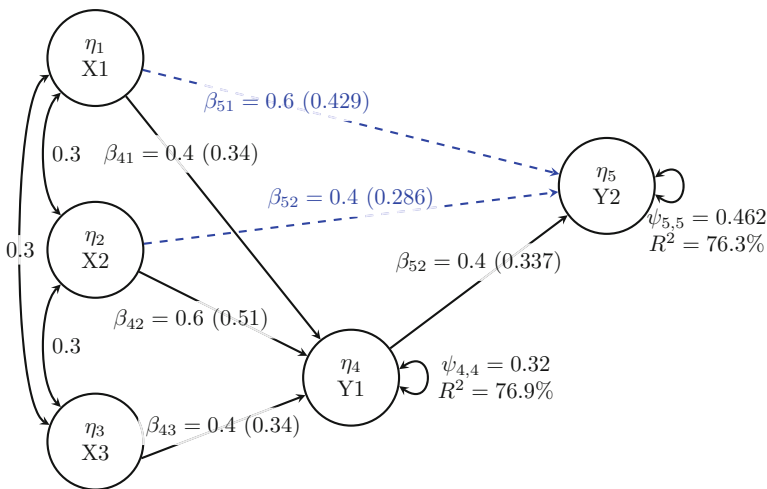 η₁
X1
β₅₁ = 0.6 (0.429)
0.3
β₄₁ = 0.4 (0.34)
η₅
Y2
β₅₂ = 0.4 (0.286)
ψ₅,₅ = 0.462
R² = 76.3%
η₂
X2
0.3
β₅₂ = 0.4 (0.337)
β₄₂ = 0.6 (0.51)
0.3
η₄
Y1
ψ₄,₄ = 0.32
R² = 76.9%
β₄₃ = 0.4 (0.34)
η₃
X3